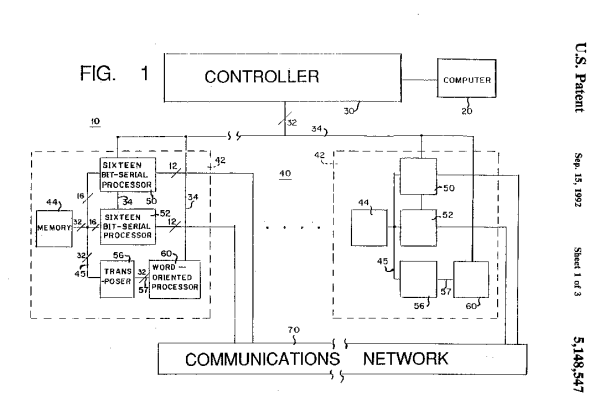 U.S. Patent
Sep. 15, 1992
Sheet 1 of 3
5,148,547
FIG. 1
CONTROLLER
30
COMPUTER
20
10
32
34
42
SIXTEEN
BIT-SERIAL
PROCESSOR
50
12
16
34
34
44
MEMORY
32
16
SIXTEEN
BIT-SERIAL
PROCESSOR
52
12
32
45
56
TRANS
POSER
32
57
WORD —
ORIENTED
PROCESSOR
60
40
42
50
44
52
45
56
57
60
70
COMMUNICATIONS NETWORK